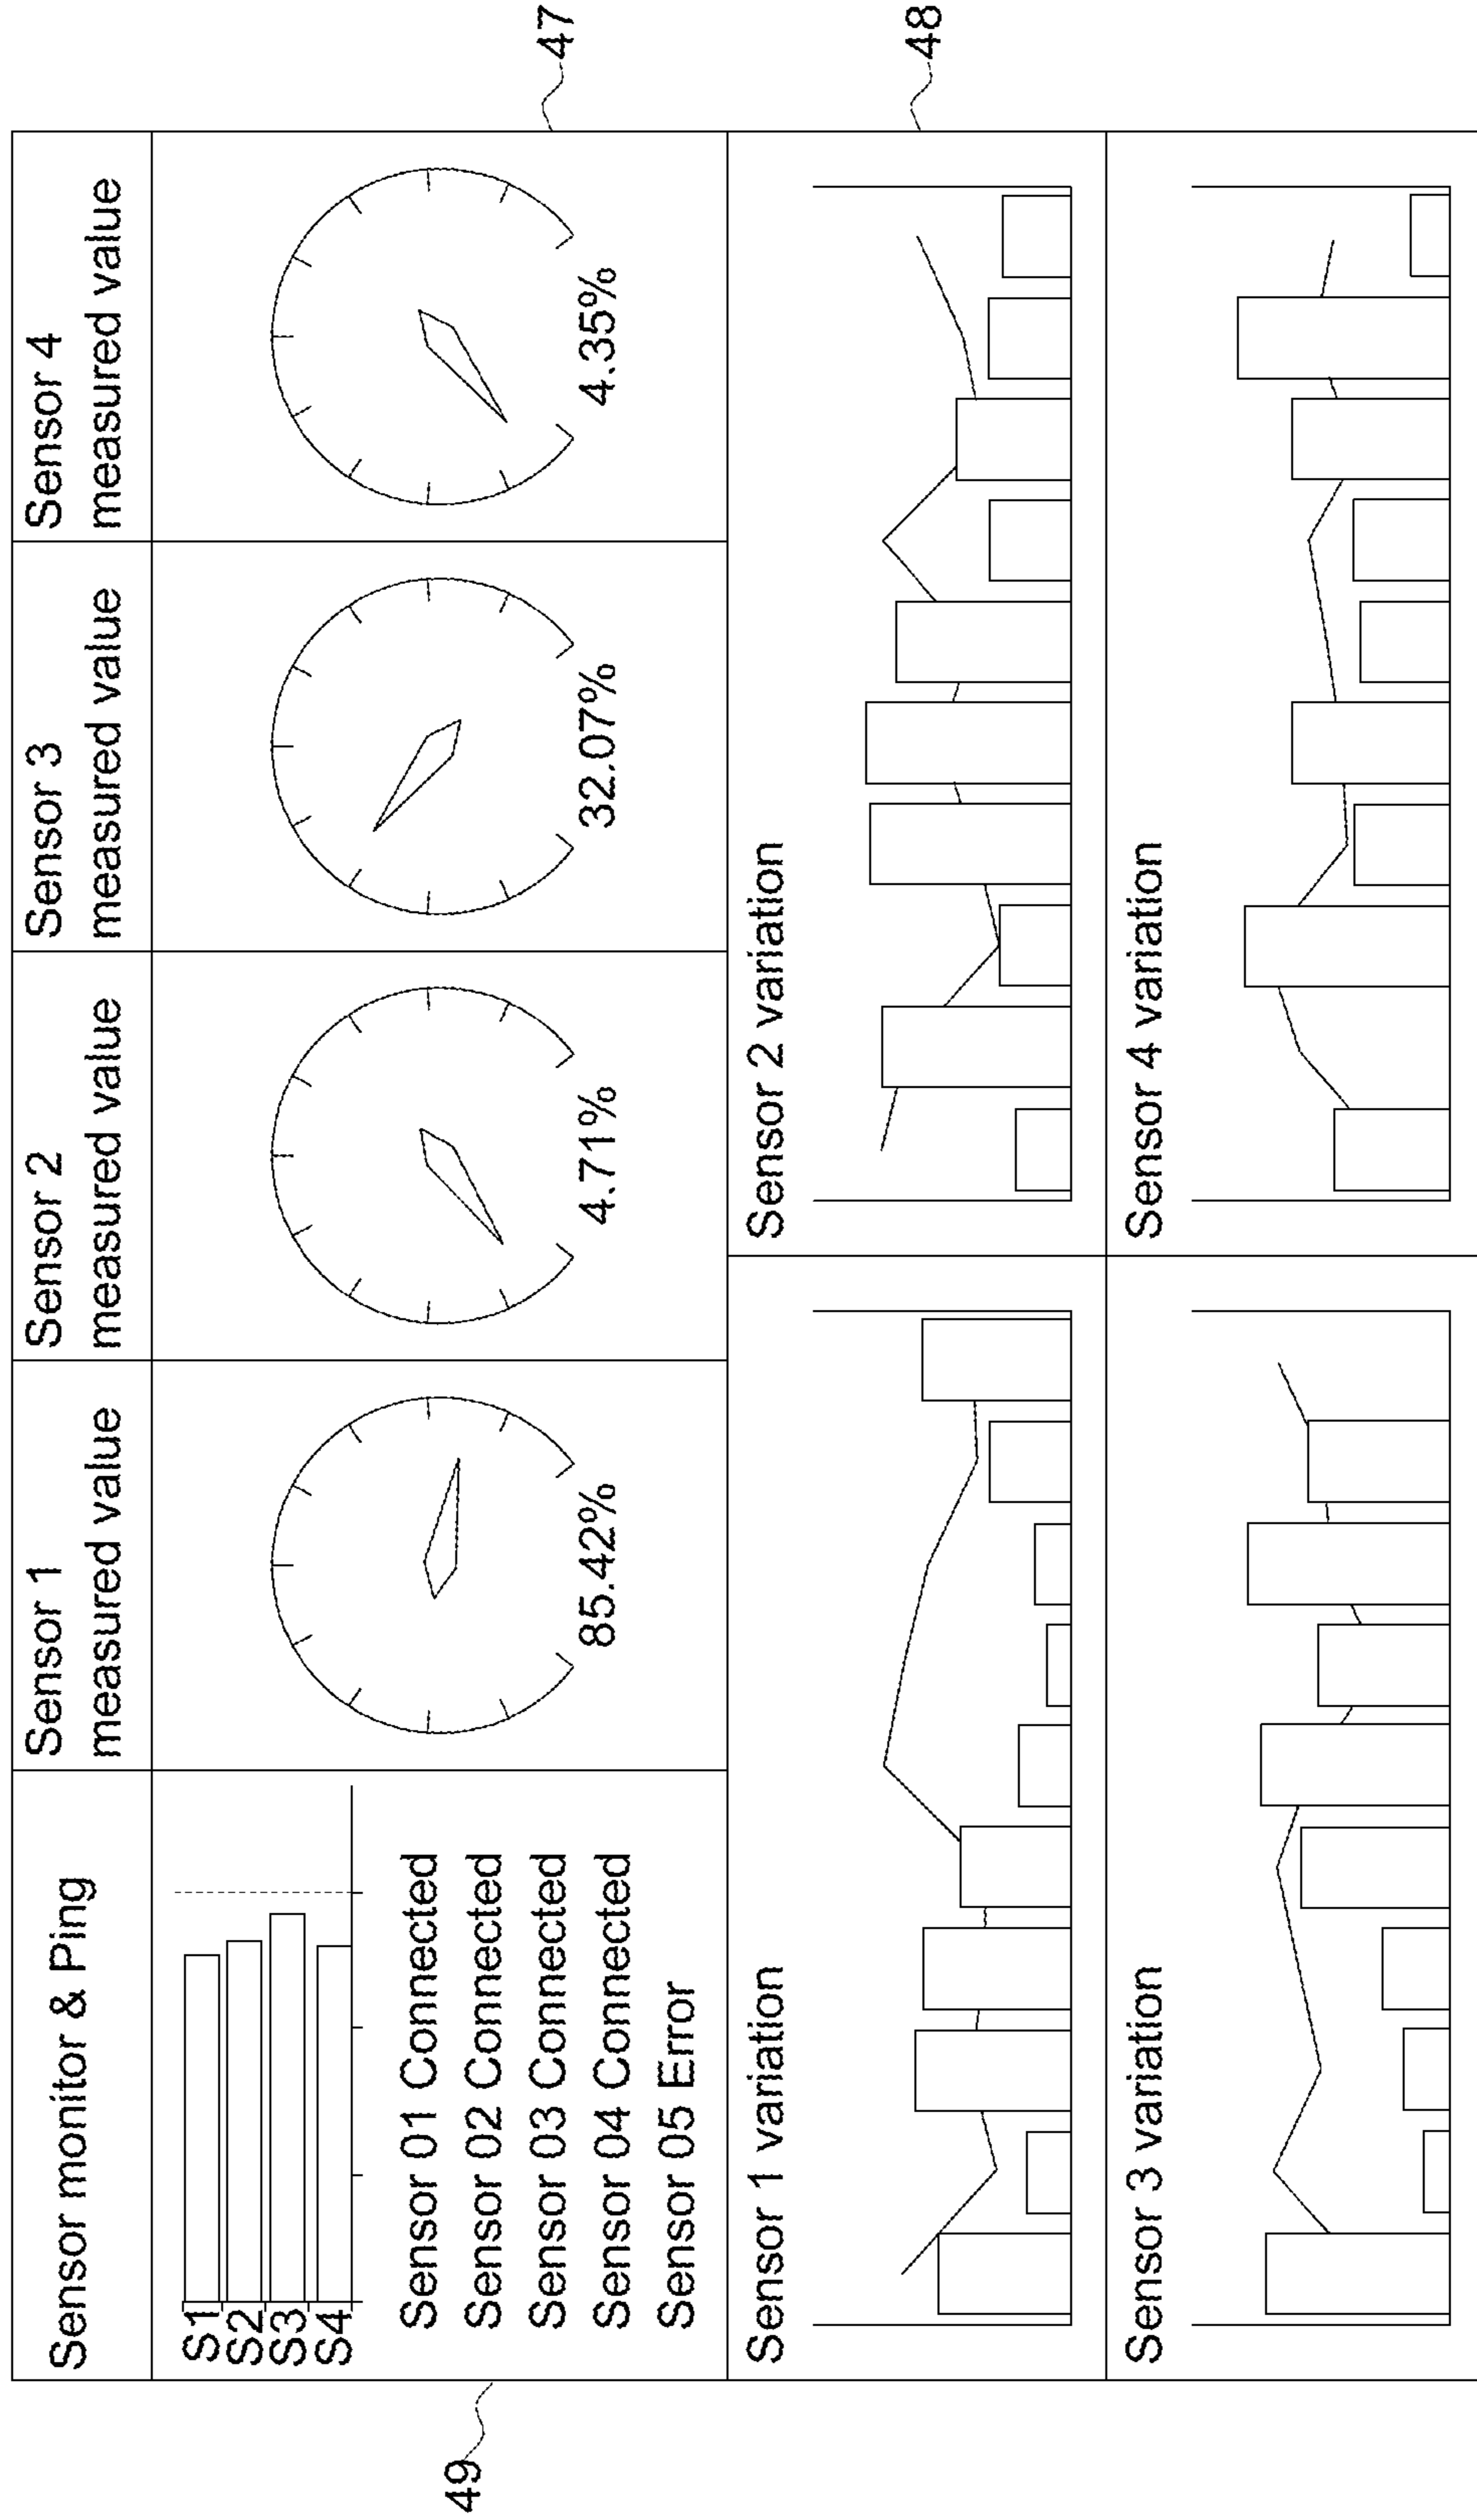 Sensor monitor & Ping
Sensor 1
measured value
Sensor 2
measured value
Sensor 3
measured value
Sensor 4
measured value
S1
S2
S3
S4
Sensor 01 Connected
Sensor 02 Connected
Sensor 03 Connected
Sensor 04 Connected
Sensor 05 Error
85.42%
4.71%
32.07%
4.35%
47
49
Sensor 1 variation
Sensor 2 variation
48
Sensor 3 variation
Sensor 4 variation